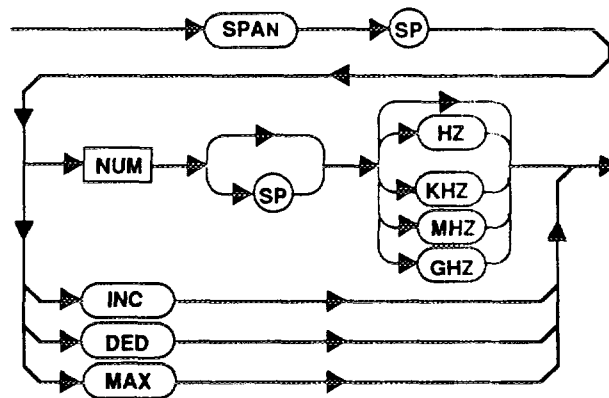 SPAN SP
HZ
NUM
SP
KHZ
MHZ
GHZ
INC
DED
MAX